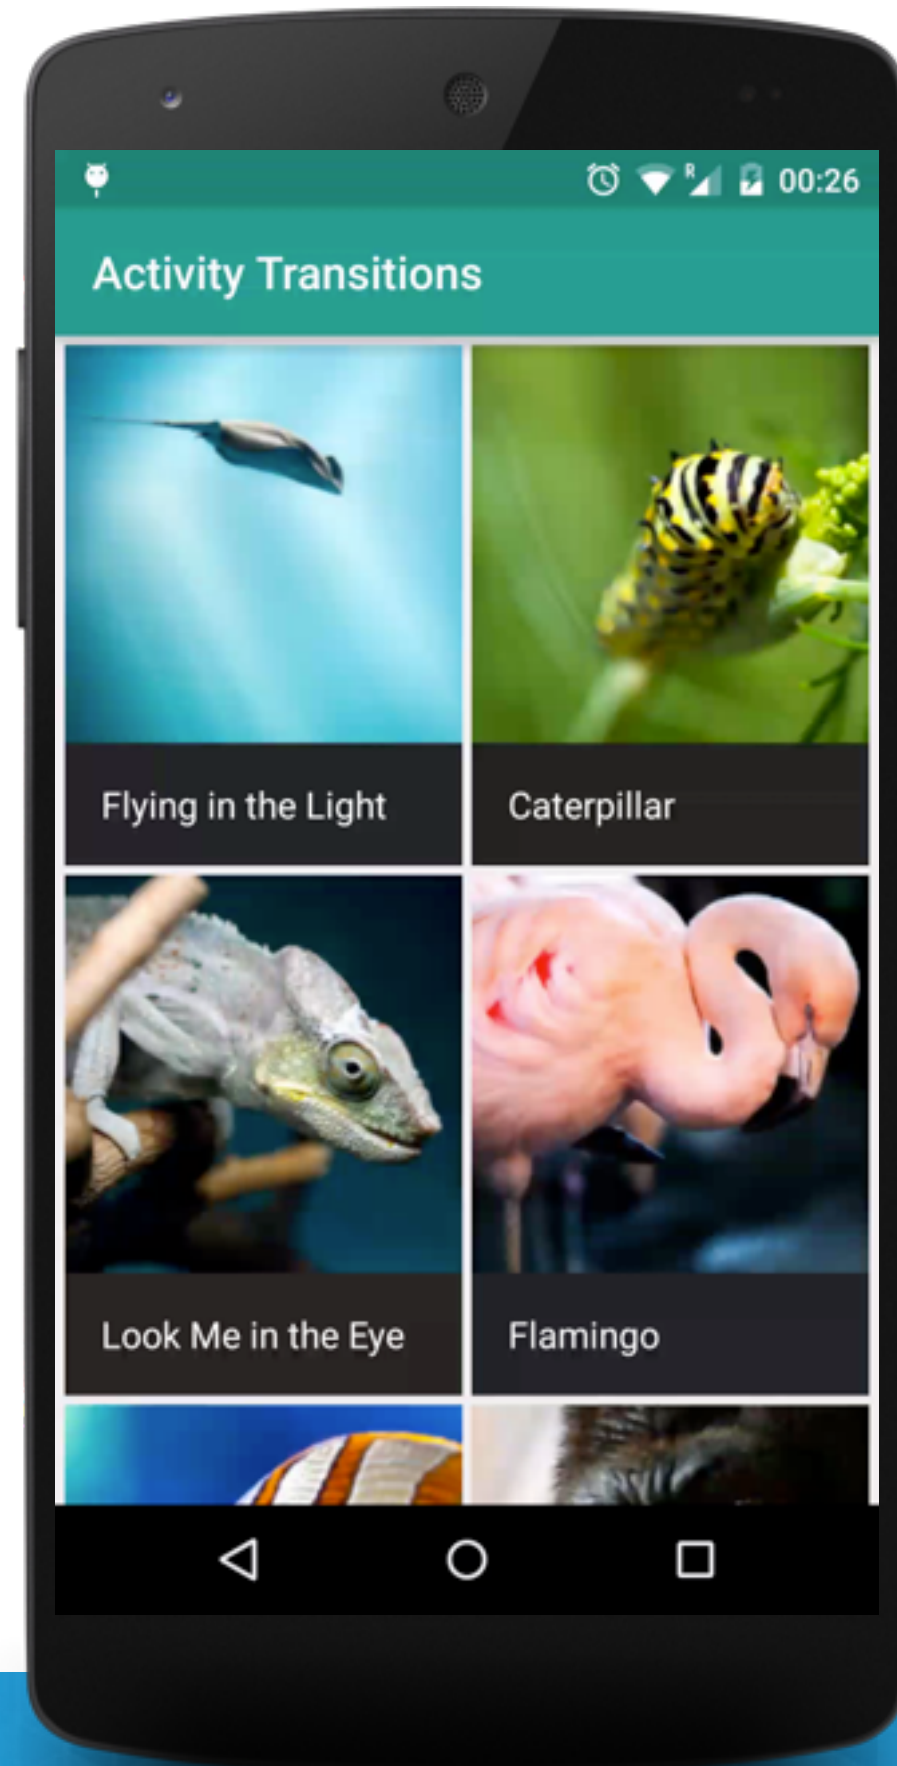 R
00:26
Activity Transitions
Flying in the Light
Caterpillar
Look Me in the Eye
Flamingo